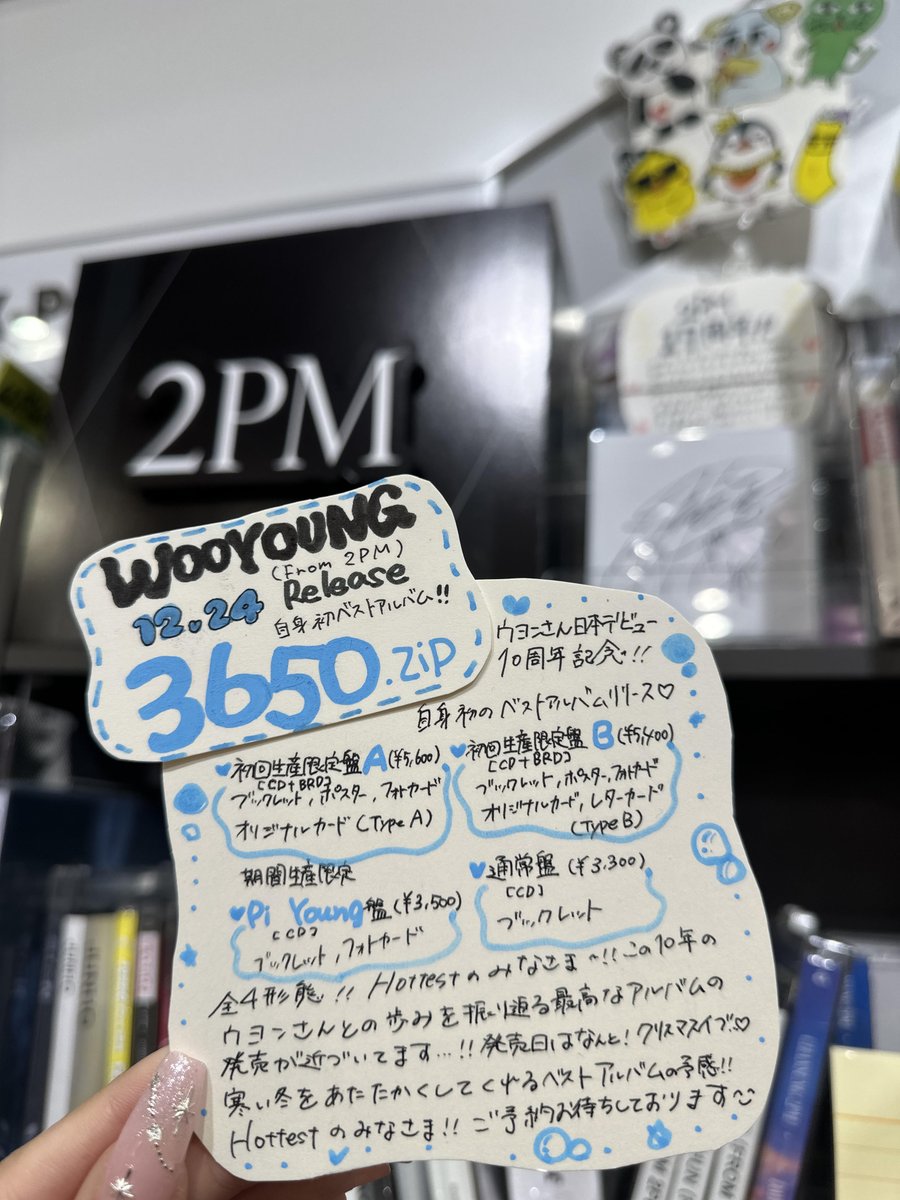 2PM
WOOYOUNG
(From 2PM)
12.24 Release
自身初ベストアルバム!!
3650.zip
ウヨンさん日本デビュー
10周年記念!!
自身初のベストアルバムリリース♡
初回生産限定盤A(¥5,600)
[CD+BRD]
ブックレット,ポスター,フォトカード
オリジナルカード(Type A)
初回生産限定盤 B(¥5,400)
[CD+BRD]
ブックレット,ポスター,フォトカード
オリジナルカード,レターカード
(Type B)
期間生産限定
Pi Young盤(¥3,500)
[CD]
ブックレット,フォトカード
通常盤(¥3,300)
[CD]
ブックレット
全4形態!! Hottestのみなさま~!!この10年の
ウヨンさんとの歩みを振り返る最高なアルバムの
発売が近づいてます…!!発売日はなんと!クリスマスイブ♡
寒い冬をあたたかくしてくれるベストアルバムの予感!!
Hottestのみなさま!!ご予約お待ちしております